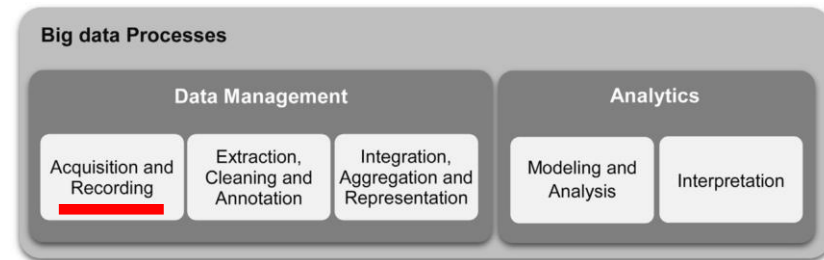 Big data Processes
Data Management
Acquisition and
Recording
Extraction,
Cleaning and
Annotation
Integration,
Aggregation and
Representation
Analytics
Modeling and
Analysis
Interpretation